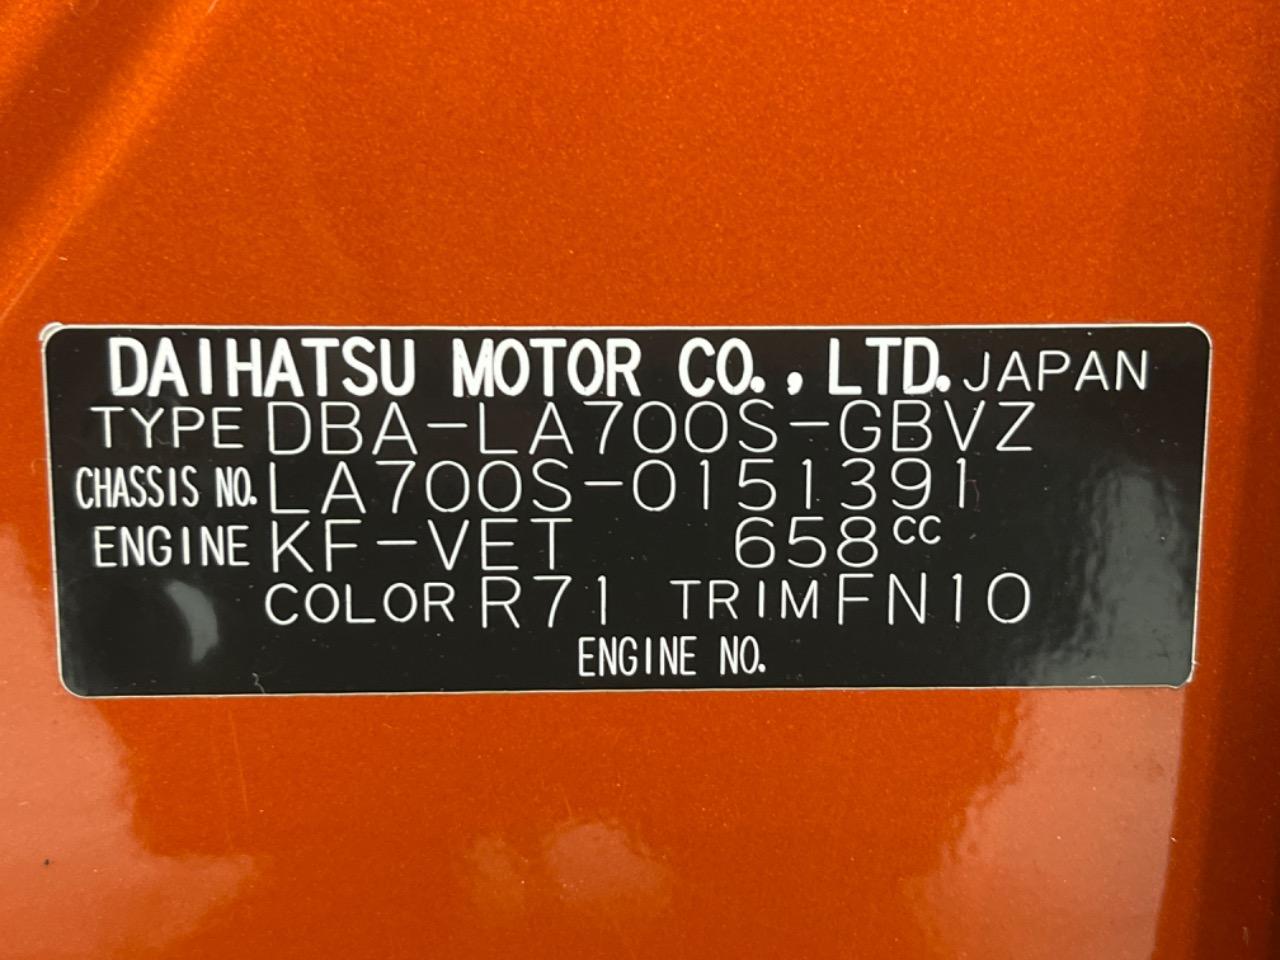 DAIHATSU MOTOR CO., LTD. JAPAN
TYPE DBA-LA700S-GBVZ
CHASSIS NO. LA700S-0151391
ENGINE KF-VET 658cc
COLOR R71 TRIM FN10
ENGINE NO.